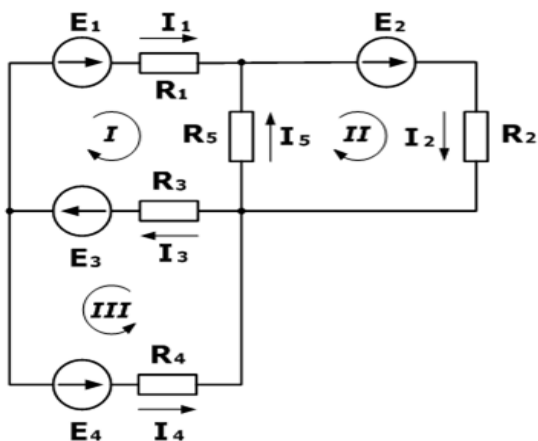 E₁ I₁ E₂
R₁
I R₅ I₅ II I₂ R₂
R₃
E₃ I₃
III
R₄
E₄ I₄